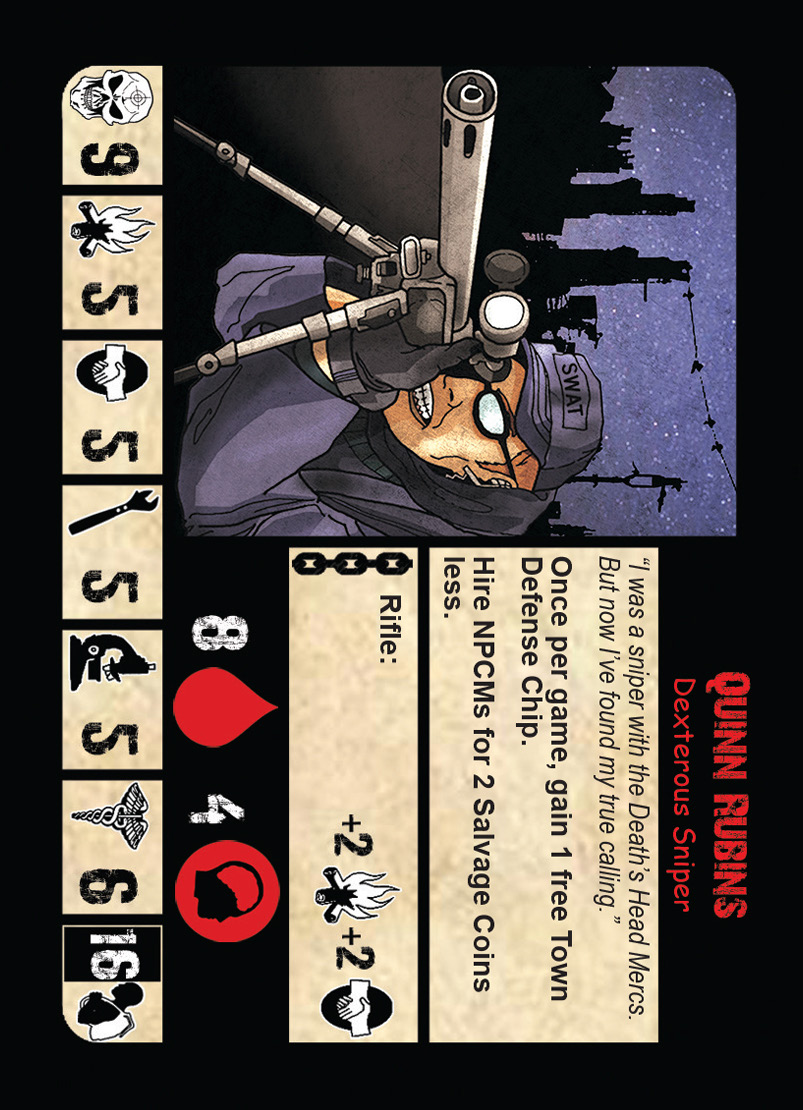 QUINN RUBINS
Dexterous Sniper
SWAT
"I was a sniper with the Death's Head Mercs.
But now I've found my true calling."
Once per game, gain 1 free Town
Defense Chip.
Hire NPCMs for 2 Salvage Coins
less.
Rifle:
+2 +2
8 4
9 5 5 5 5 6 16